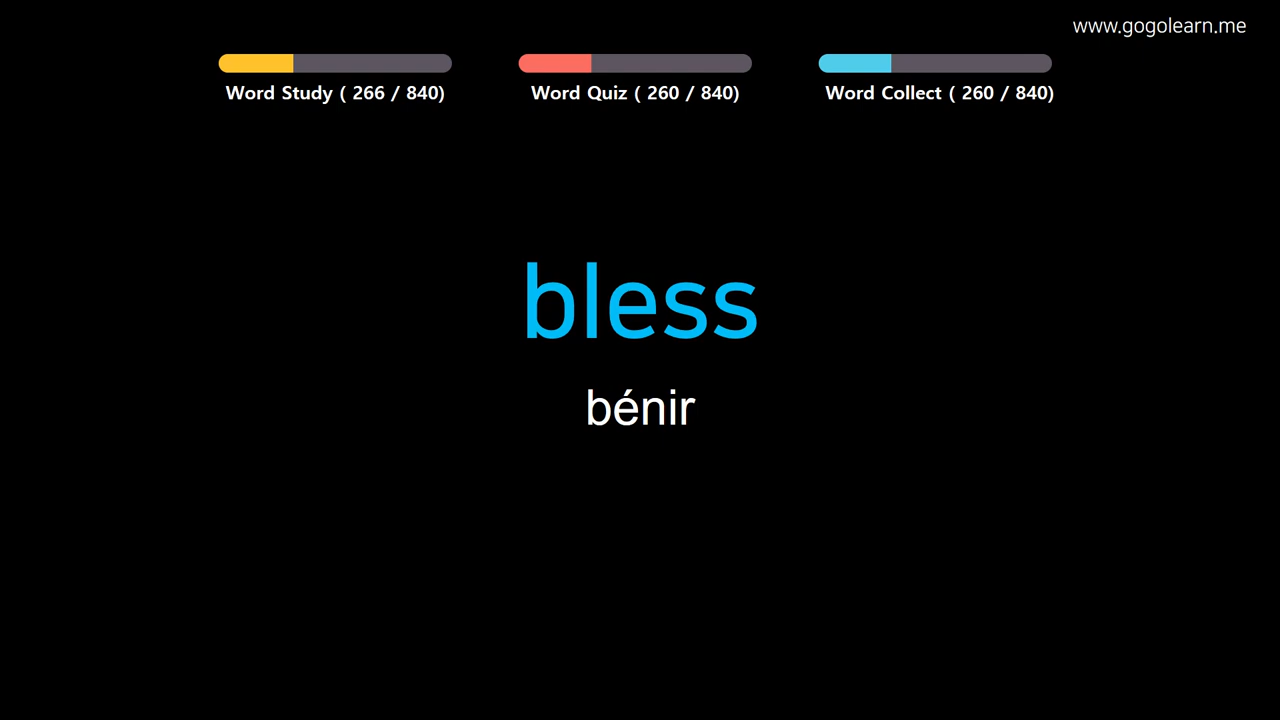 www.gogolearn.me
Word Study ( 266 / 840)
Word Quiz ( 260 / 840)
Word Collect ( 260 / 840)
bless
bénir